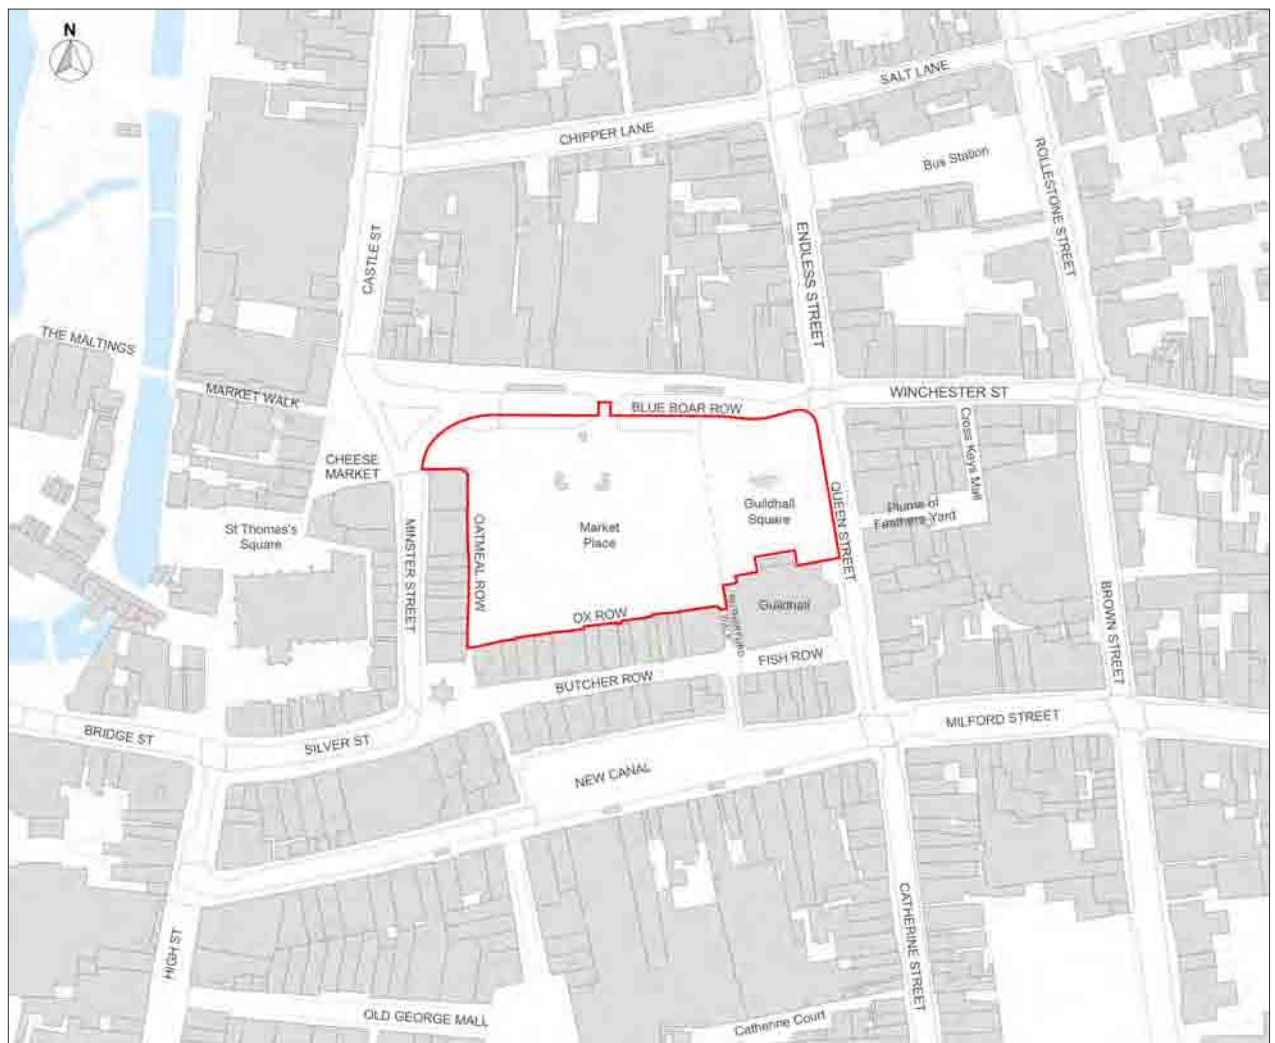 N
SALT LANE
CHIPPER LANE
Bus Station
ROLLESTONE STREET
CASTLE ST
ENDLESS STREET
THE MALTINGS
MARKET WALK
WINCHESTER ST
BLUE BOAR ROW
Cross Keys Mall
CHEESE
MARKET
QUEEN STREET
Guildhall
Square
Plume of
Feathers Yard
St Thomas's
Square
MINSTER STREET
OATMEAL ROW
Market
Place
BROWN STREET
OX ROW
Guildhall
RUTHERFORD
WALK
FISH ROW
BUTCHER ROW
MILFORD STREET
BRIDGE ST
SILVER ST
NEW CANAL
CATHERINE STREET
HIGH ST
OLD GEORGE MALL
Catherine Court